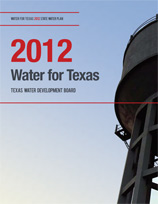 WATER FOR TEXAS 2012 STATE WATER PLAN
2012
Water for Texas
TEXAS WATER DEVELOPMENT BOARD